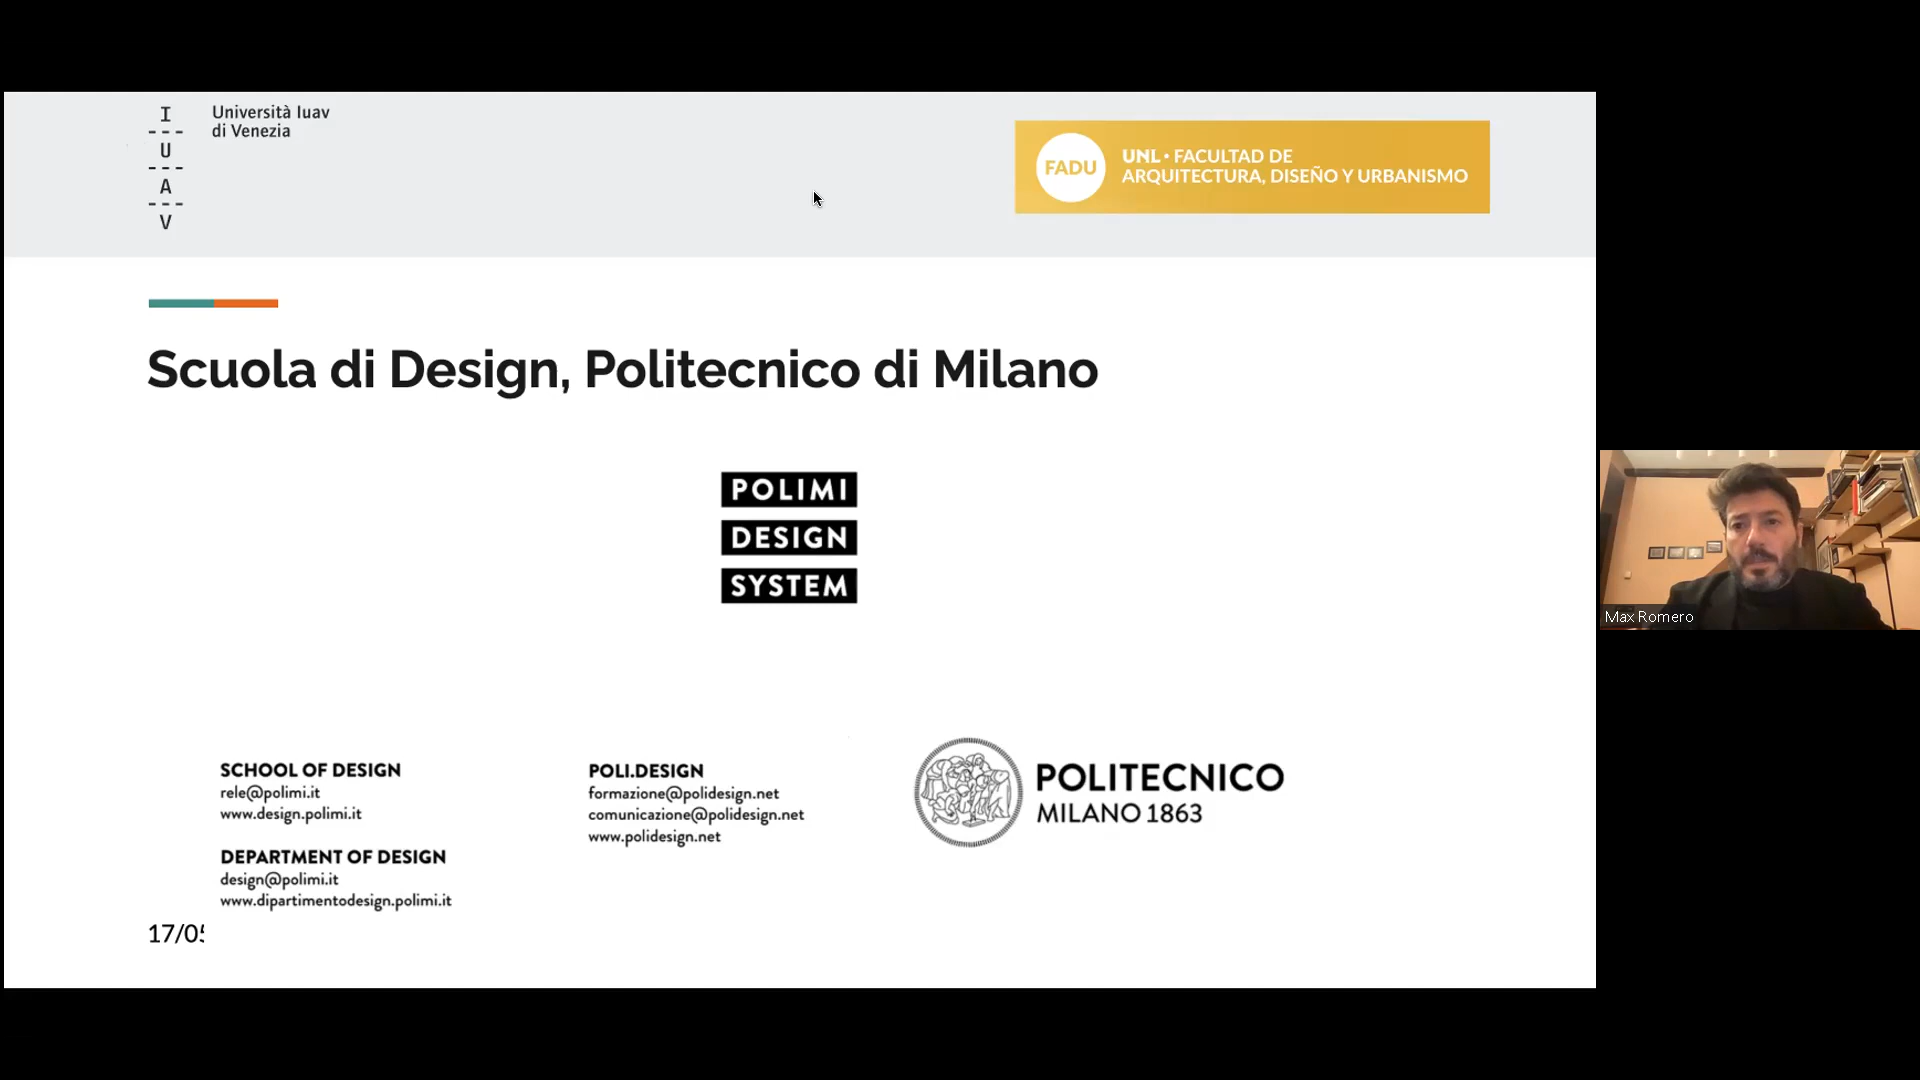 I
U
A
V
Università Iuav
di Venezia
FADU
UNL • FACULTAD DE
ARQUITECTURA, DISEÑO Y URBANISMO
Scuola di Design, Politecnico di Milano
POLIMI
DESIGN
SYSTEM
SCHOOL OF DESIGN
rele@polimi.it
www.design.polimi.it
DEPARTMENT OF DESIGN
design@polimi.it
www.dipartimentodesign.polimi.it
POLI.DESIGN
formazione@polidesign.net
comunicazione@polidesign.net
www.polidesign.net
POLITECNICO
MILANO 1863
17/05
Max Romero